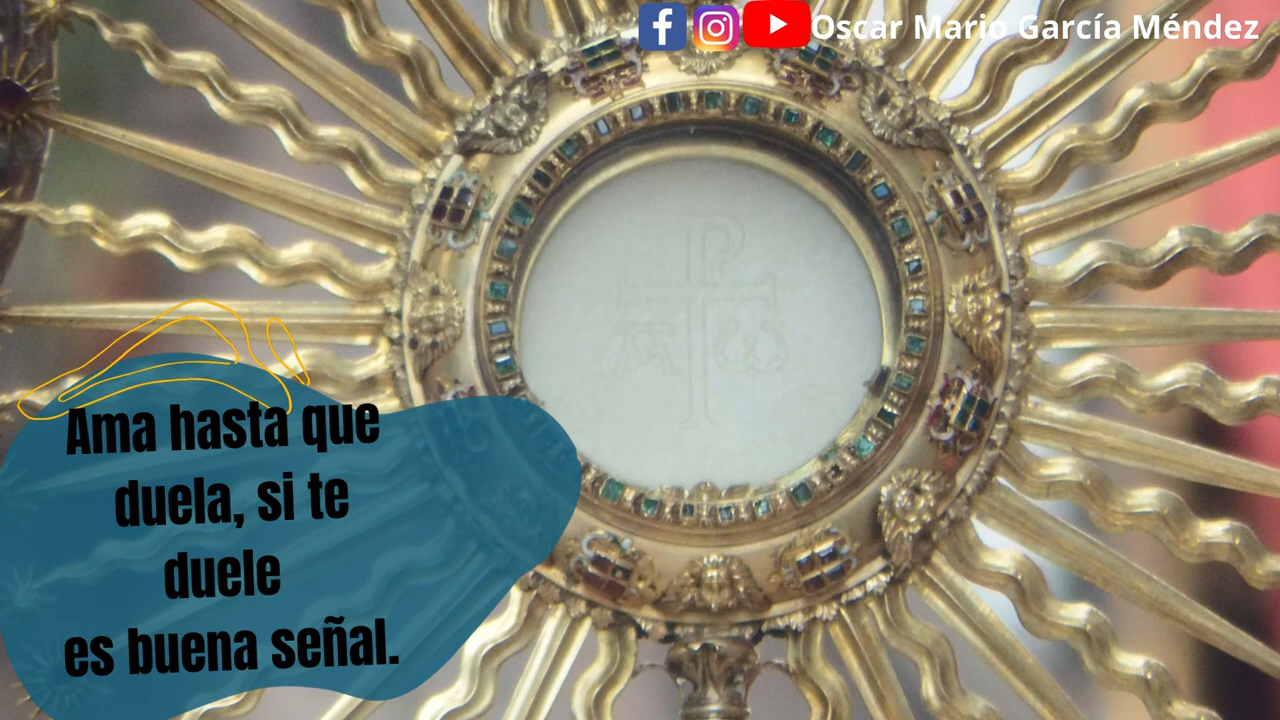 Oscar Mario García Méndez
Ama hasta que
duela, si te
duele
es buena señal.